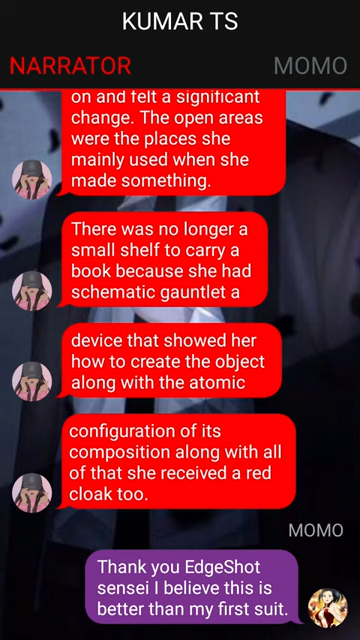 KUMAR TS
NARRATOR
MOMO
on and felt a significant
change. The open areas
were the places she
mainly used when she
made something.
There was no longer a
small shelf to carry a
book because she had
schematic gauntlet a
device that showed her
how to create the object
along with the atomic
configuration of its
composition along with all
of that she received a red
cloak too.
MOMO
Thank you EdgeShot
sensei I believe this is
better than my first suit.